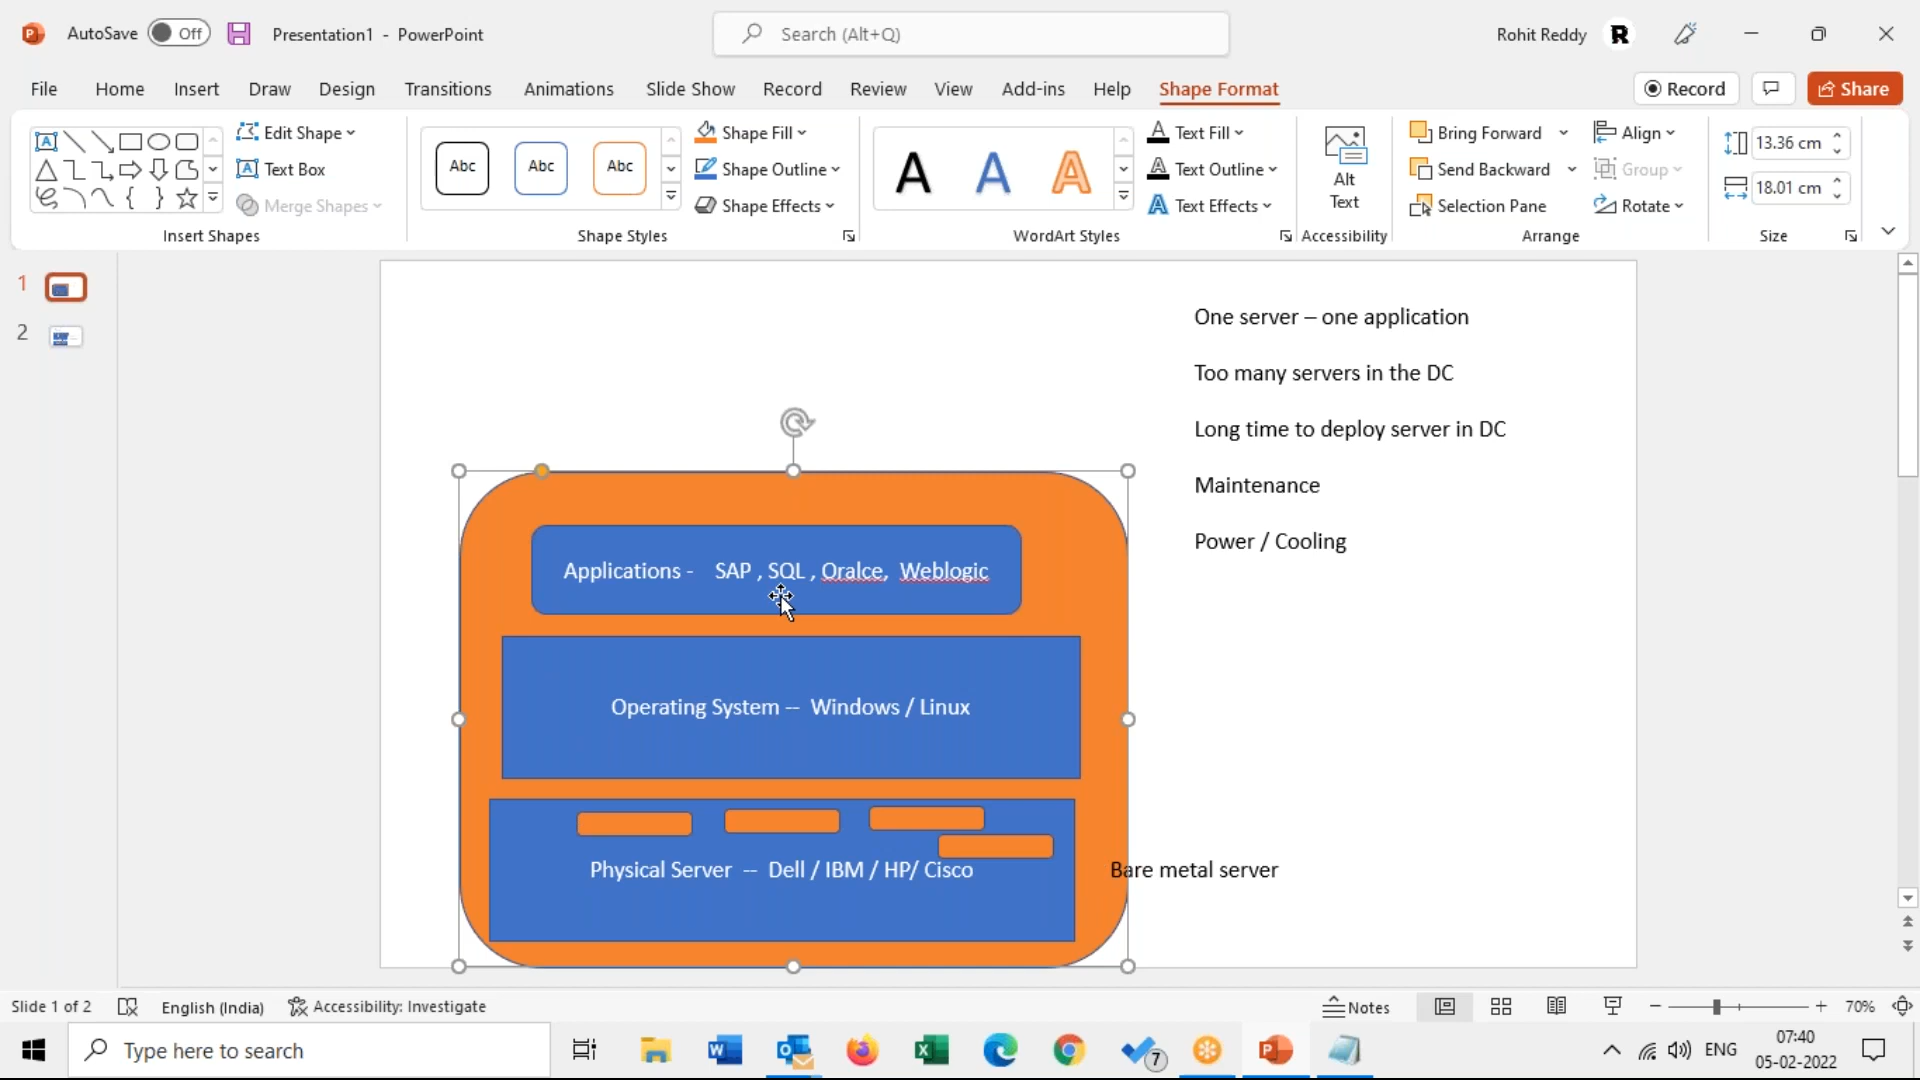 AutoSave Off Presentation1 - PowerPoint Search (Alt+Q) Rohit Reddy
File Home Insert Draw Design Transitions Animations Slide Show Record Review View Add-ins Help Shape Format Record Share
Edit Shape
Text Box
Merge Shapes
Insert Shapes
Abc Abc Abc
Shape Fill
Shape Outline
Shape Effects
Shape Styles
A A A
Text Fill
Text Outline
Text Effects
WordArt Styles
Alt
Text
Accessibility
Bring Forward
Send Backward
Selection Pane
Align
Group
Rotate
Arrange
13.36 cm
18.01 cm
Size
1
2
One server – one application
Too many servers in the DC
Long time to deploy server in DC
Maintenance
Power / Cooling
Applications - SAP , SQL , Oralce, Weblogic
Operating System -- Windows / Linux
Physical Server -- Dell / IBM / HP/ Cisco
Bare metal server
Slide 1 of 2 English (India) Accessibility: Investigate Notes 70%
Type here to search 7 ENG 07:40
05-02-2022